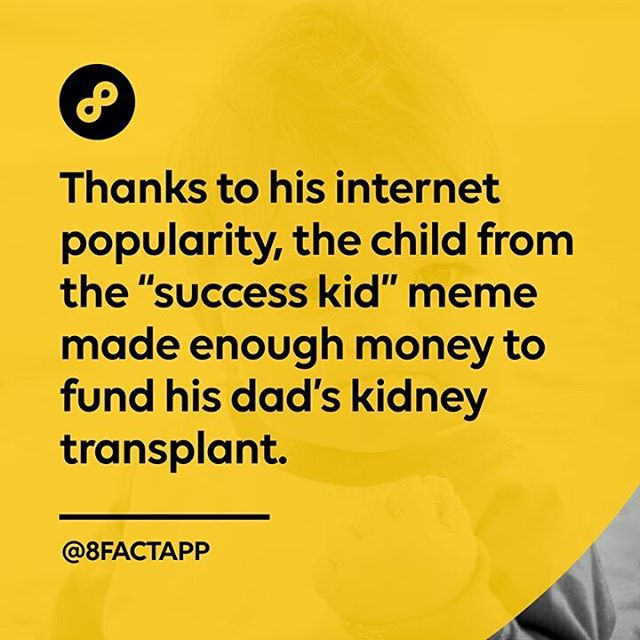 Thanks to his internet
popularity, the child from
the “success kid” meme
made enough money to
fund his dad’s kidney
transplant.
@8FACTAPP